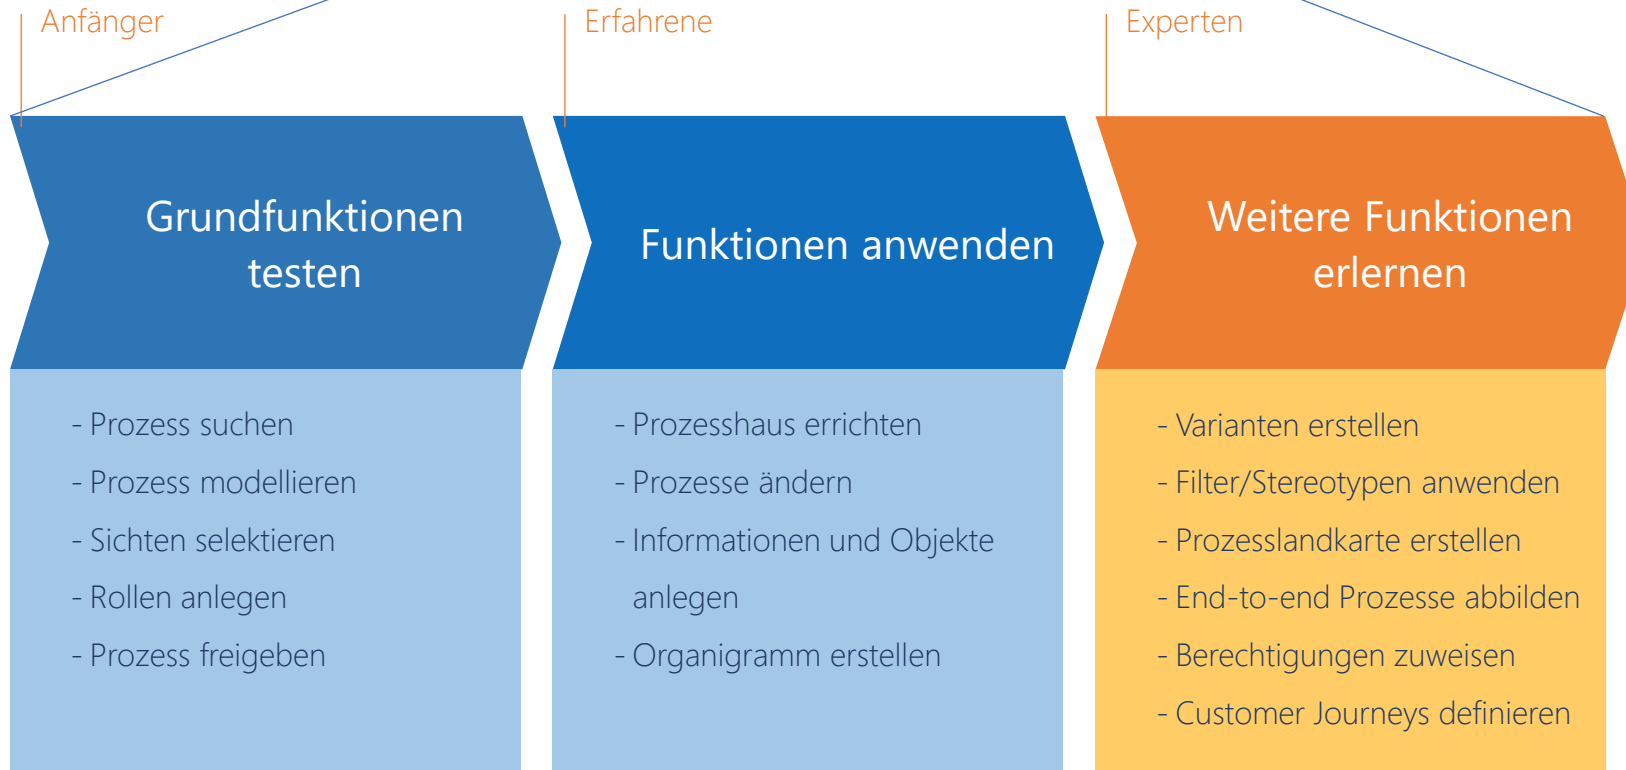 Anfänger
Erfahrene
Experten
Grundfunktionen
testen
Funktionen anwenden
Weitere Funktionen
erlernen
- Prozess suchen
- Prozess modellieren
- Sichten selektieren
- Rollen anlegen
- Prozess freigeben
- Prozesshaus errichten
- Prozesse ändern
- Informationen und Objekte
anlegen
- Organigramm erstellen
- Varianten erstellen
- Filter/Stereotypen anwenden
- Prozesslandkarte erstellen
- End-to-end Prozesse abbilden
- Berechtigungen zuweisen
- Customer Journeys definieren